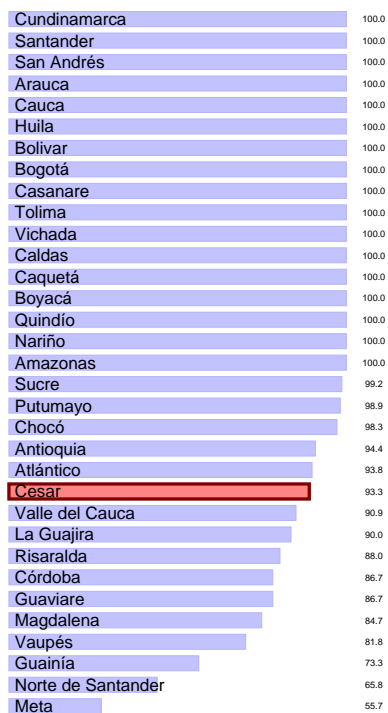 Cundinamarca 100.0
Santander 100.0
San Andrés 100.0
Arauca 100.0
Cauca 100.0
Huila 100.0
Bolivar 100.0
Bogotá 100.0
Casanare 100.0
Tolima 100.0
Vichada 100.0
Caldas 100.0
Caquetá 100.0
Boyacá 100.0
Quindío 100.0
Nariño 100.0
Amazonas 100.0
Sucre 99.2
Putumayo 98.9
Chocó 98.3
Antioquia 94.4
Atlántico 93.8
Cesar 93.3
Valle del Cauca 90.9
La Guajira 90.0
Risaralda 88.0
Córdoba 86.7
Guaviare 86.7
Magdalena 84.7
Vaupés 81.8
Guainía 73.3
Norte de Santander 65.8
Meta 55.7